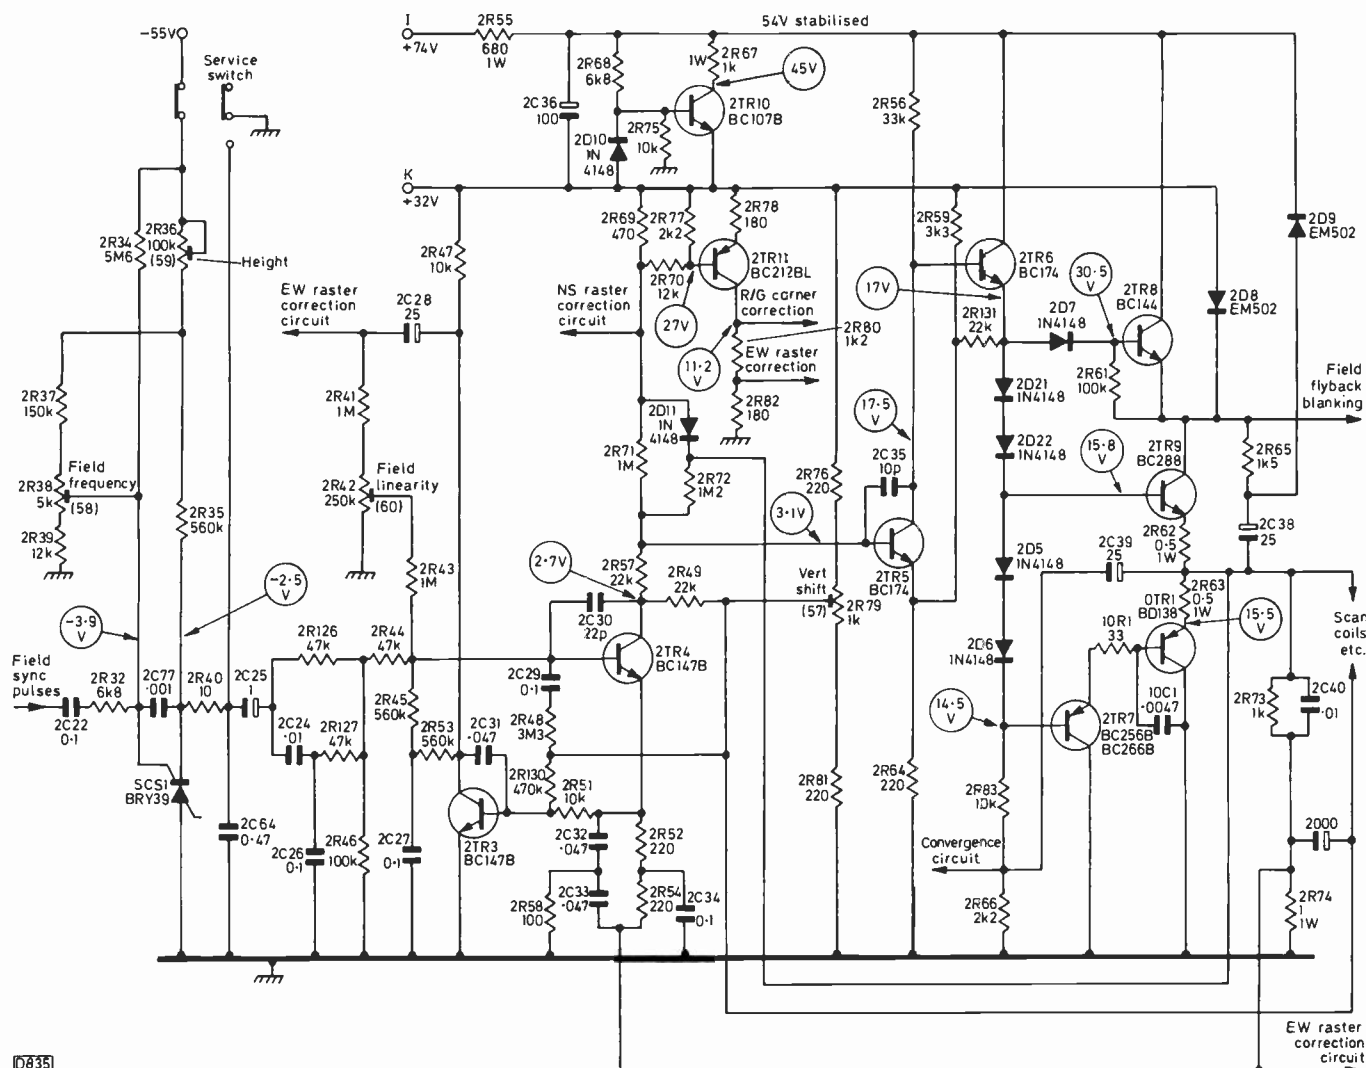 -55V
Service
switch
I
+74V
2R55
680
1W
54V stabilised
2R68
6k8
1W
2R67
1k
45V
2C36
100
2R75
10k
2D10
1N
4148
2TR10
BC107B
2R56
33k
K
+32V
2R34
5M6
2R36
100k
(59)
Height
2R47
10k
EW raster
correction
circuit
2C28
25
NS raster
correction
circuit
2R69
470
2R77
2k2
2R78
180
2TR11
BC212BL
2R70
12k
27V
R/G corner
correction
2R80
1k2
11·2
V
EW raster
correction
2R82
180
2R59
3k3
2TR6
BC174
17V
2R131
22k
2D7
1N4148
30·5
V
2TR8
BC144
2D8
EM502
2D9
EM502
2R61
100k
Field
flyback
blanking
2R37
150k
2R41
1M
2D11
1N
4148
17·5
V
2D21
1N4148
2D22
1N4148
15·8
V
2TR9
BC288
2R65
1k5
2R38
5k
Field
frequency
(58)
2R39
12k
2R35
560k
Field
linearity
(60)
2R42
250k
2R71
1M
2R72
1M2
2R76
220
2C35
10p
3·1V
2TR5
BC174
2R62
0·5
1W
2C38
25
-2·5
V
-3·9
V
2R43
1M
2·7V
2R57
22k
2R49
22k
2C30
22p
Vert
shift
(57)
2R79
1k
2D5
1N4148
2C39
25
2R63
0·5
1W
0TR1
BD138
15·5
V
Scan
coils
etc.
Field
sync
pulses
2C22
0·1
2R32
6k8
2C77
·001
2R40
10
2C25
1
2R126
47k
2R44
47k
2C29
0·1
2TR4
BC147B
2D6
1N4148
10R1
33
2C24
·01
2R127
47k
2R45
560k
2R53
560k
2C31
·047
2R48
3M3
14·5
V
2TR7
BC256B
BC266B
10C1
·0047
2R73
1k
2C40
·01
SCS1
BRY39
2R130
470k
2R51
10k
2R81
220
2R64
220
2R83
10k
2C64
0·47
2C26
0·1
2R46
100k
2C27
0·1
2TR3
BC147B
2C32
·047
2R52
220
Convergence
circuit
2000
2R58
100
2C33
·047
2R54
220
2C34
0·1
2R66
2k2
2R74
1
1W
EW raster
correction
circuit
D835